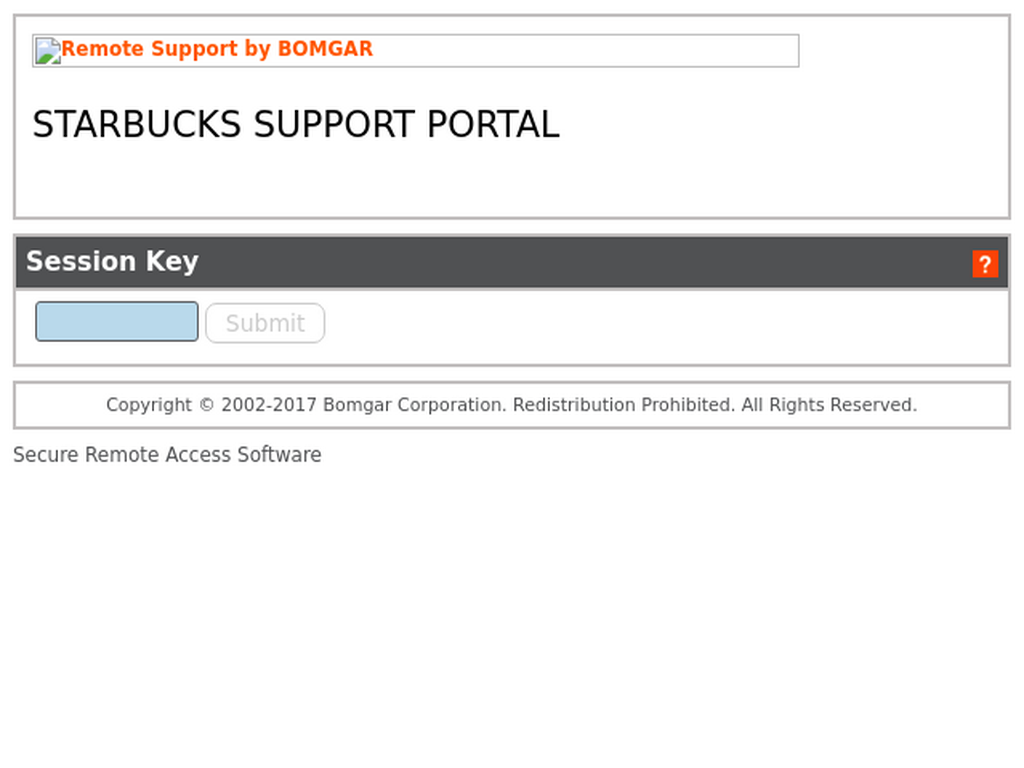 Remote Support by BOMGAR
STARBUCKS SUPPORT PORTAL
Session Key
?
Submit
Copyright © 2002-2017 Bomgar Corporation. Redistribution Prohibited. All Rights Reserved.
Secure Remote Access Software